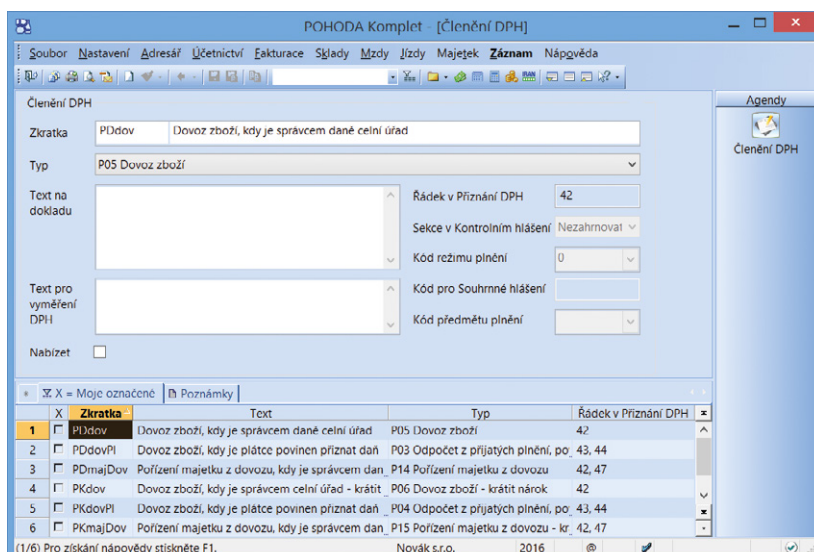 POHODA Komplet - [Členění DPH]
Soubor Nastavení Adresář Účetnictví Fakturace Sklady Mzdy Jízdy Majetek Záznam Nápověda
Členění DPH
Agendy
Členění DPH
Zkratka PDdov Dovoz zboží, kdy je správcem daně celní úřad
Typ P05 Dovoz zboží
Text na dokladu
Řádek v Přiznání DPH 42
Sekce v Kontrolním hlášení Nezahrnovat
Kód režimu plnění 0
Text pro vyměření DPH
Kód pro Souhrnné hlášení
Kód předmětu plnění
Nabízet
X = Moje označené Poznámky
X Zkratka Text Typ Řádek v Přiznání DPH
1 PDdov Dovoz zboží, kdy je správcem daně celní úřad P05 Dovoz zboží 42
2 PDdovPl Dovoz zboží, kdy je plátce povinen přiznat daň P03 Odpočet z přijatých plnění, po 43, 44
3 PDmajDov Pořízení majetku z dovozu, kdy je správcem dan P14 Pořízení majetku z dovozu 42, 47
4 PKdov Dovoz zboží, kdy je správcem celní úřad - krátit P06 Dovoz zboží - krátit nárok 42
5 PKdovPl Dovoz zboží, kdy je plátce povinen přiznat daň P04 Odpočet z přijatých plnění, po 43, 44
6 PKmajDov Pořízení majetku z dovozu, kdy je správcem dan P15 Pořízení majetku z dovozu - kr 42, 47
(1/6) Pro získání nápovědy stiskněte F1. Novák s.r.o. 2016 @